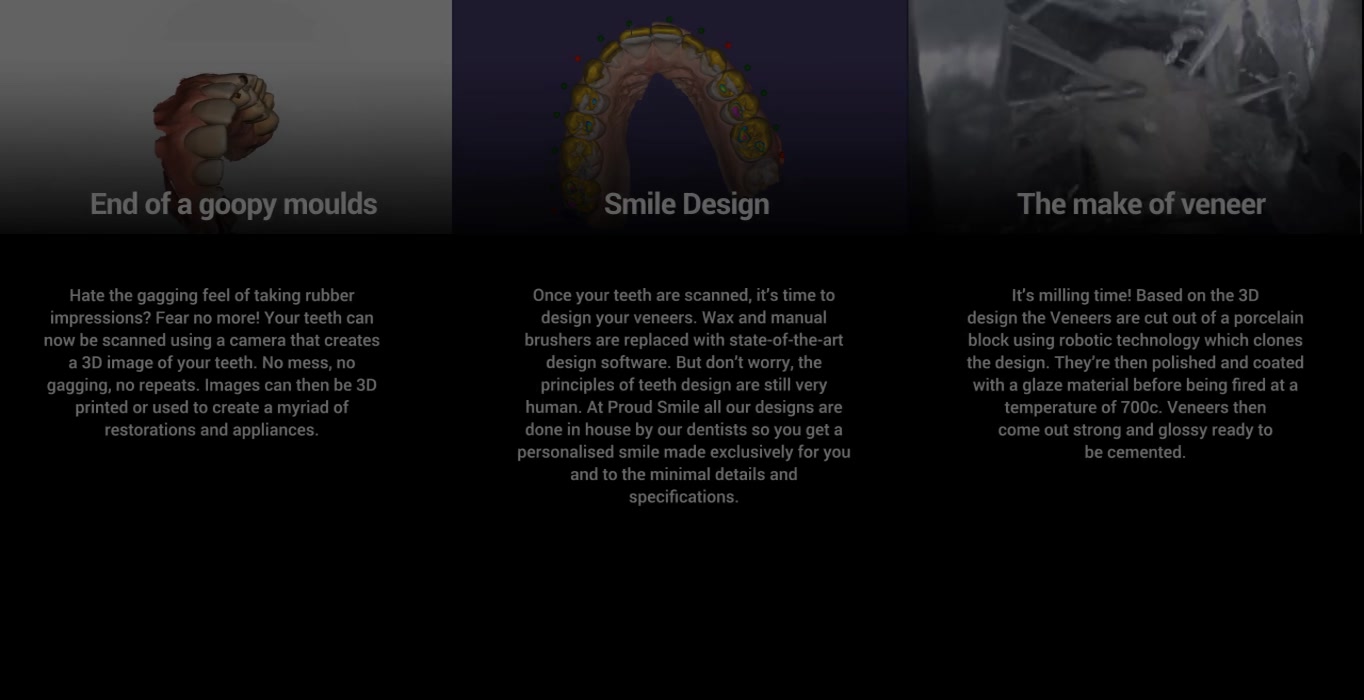 End of a goopy moulds
Hate the gagging feel of taking rubber
impressions? Fear no more! Your teeth can
now be scanned using a camera that creates
a 3D image of your teeth. No mess, no
gagging, no repeats. Images can then be 3D
printed or used to create a myriad of
restorations and appliances.
Smile Design
Once your teeth are scanned, it's time to
design your veneers. Wax and manual
brushers are replaced with state-of-the-art
design software. But don't worry, the
principles of teeth design are still very
human. At Proud Smile all our designs are
done in house by our dentists so you get a
personalised smile made exclusively for you
and to the minimal details and
specifications.
The make of veneer
It's milling time! Based on the 3D
design the Veneers are cut out of a porcelain
block using robotic technology which clones
the design. They're then polished and coated
with a glaze material before being fired at a
temperature of 700c. Veneers then
come out strong and glossy ready to
be cemented.